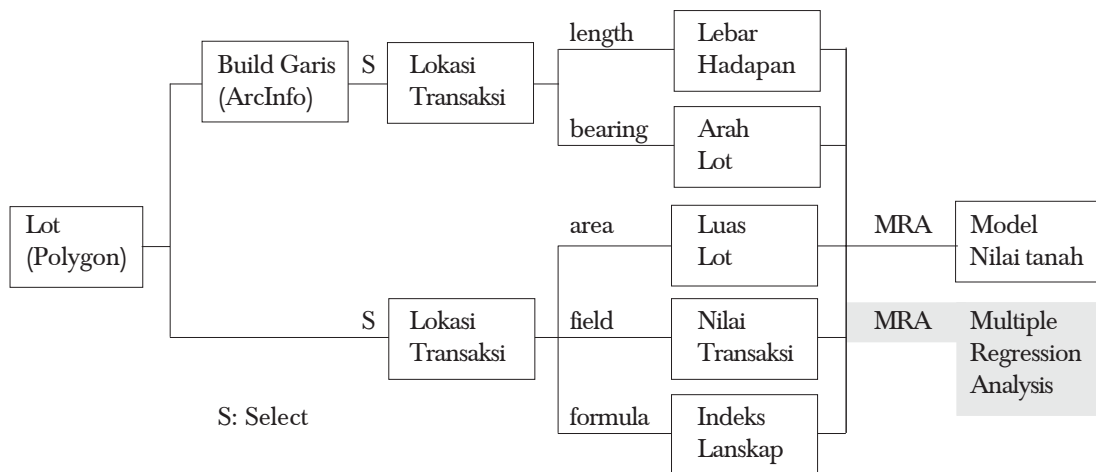 length
Lebar
Hadapan
Build Garis
(ArcInfo)
S
Lokasi
Transaksi
bearing
Arah
Lot
Lot
(Polygon)
area
Luas
Lot
MRA
Model
Nilai tanah
S
Lokasi
Transaksi
field
Nilai
Transaksi
MRA
Multiple
Regression
Analysis
S: Select
formula
Indeks
Lanskap